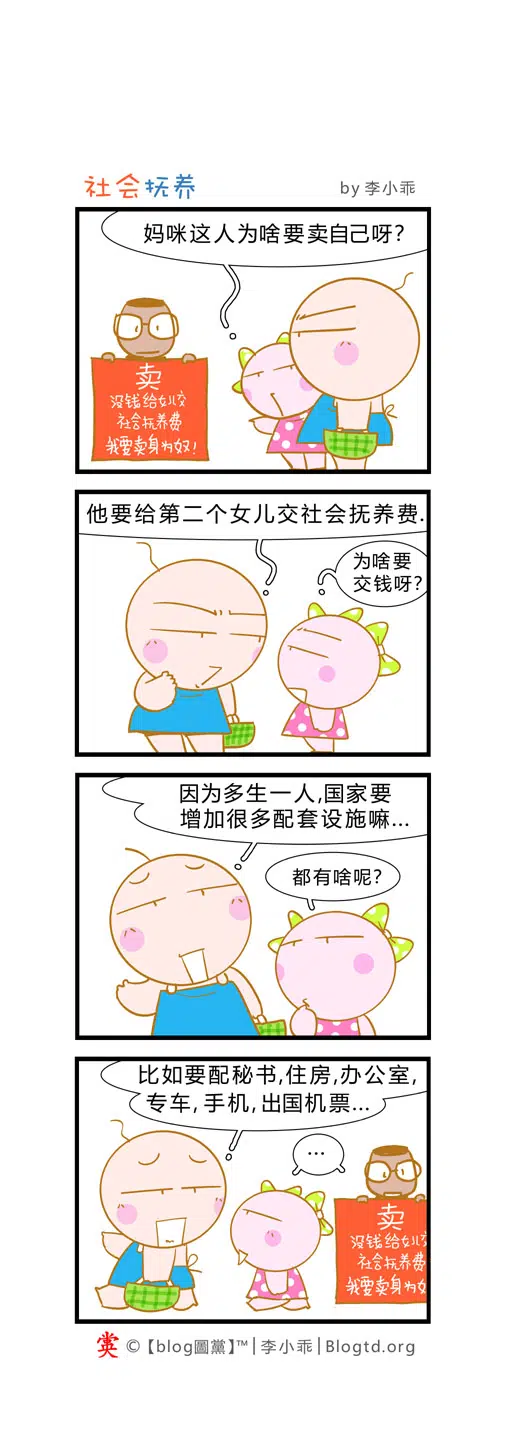 社会抚养
by 李小乖
妈咪这人为啥要卖自己呀?
卖
没钱给女儿交
社会抚养费
我要卖身为奴!
他要给第二个女儿交社会抚养费.
为啥要
交钱呀?
因为多生一人,国家要
增加很多配套设施嘛...
都有啥呢?
比如要配秘书,住房,办公室,
专车,手机,出国机票...
...
卖
没钱给女儿交
社会抚养费
我要卖身为奴
©【blog圖黨】™|李小乖|Blogtd.org